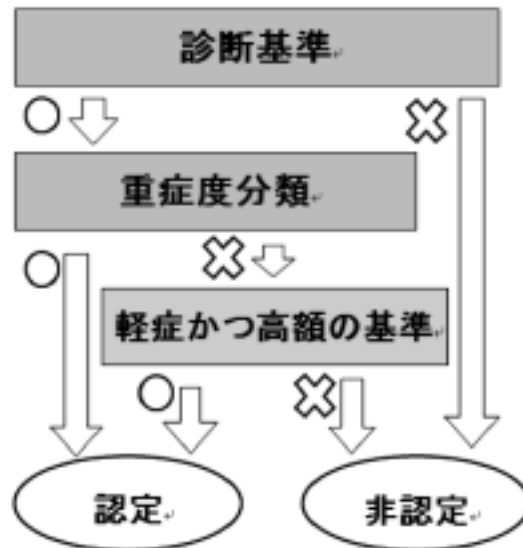 診断基準
重症度分類
軽症かつ高額の基準
認定
非認定